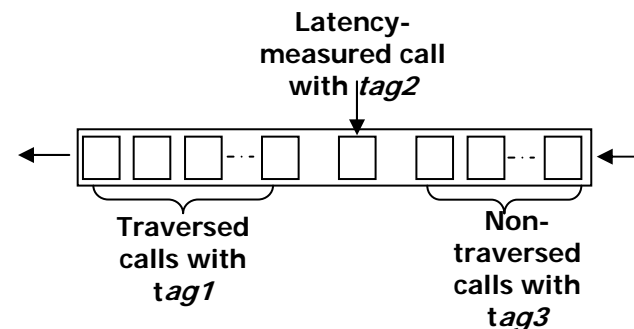 Latency-
measured call
with tag2
Traversed
calls with
tag1
Non-
traversed
calls with
tag3